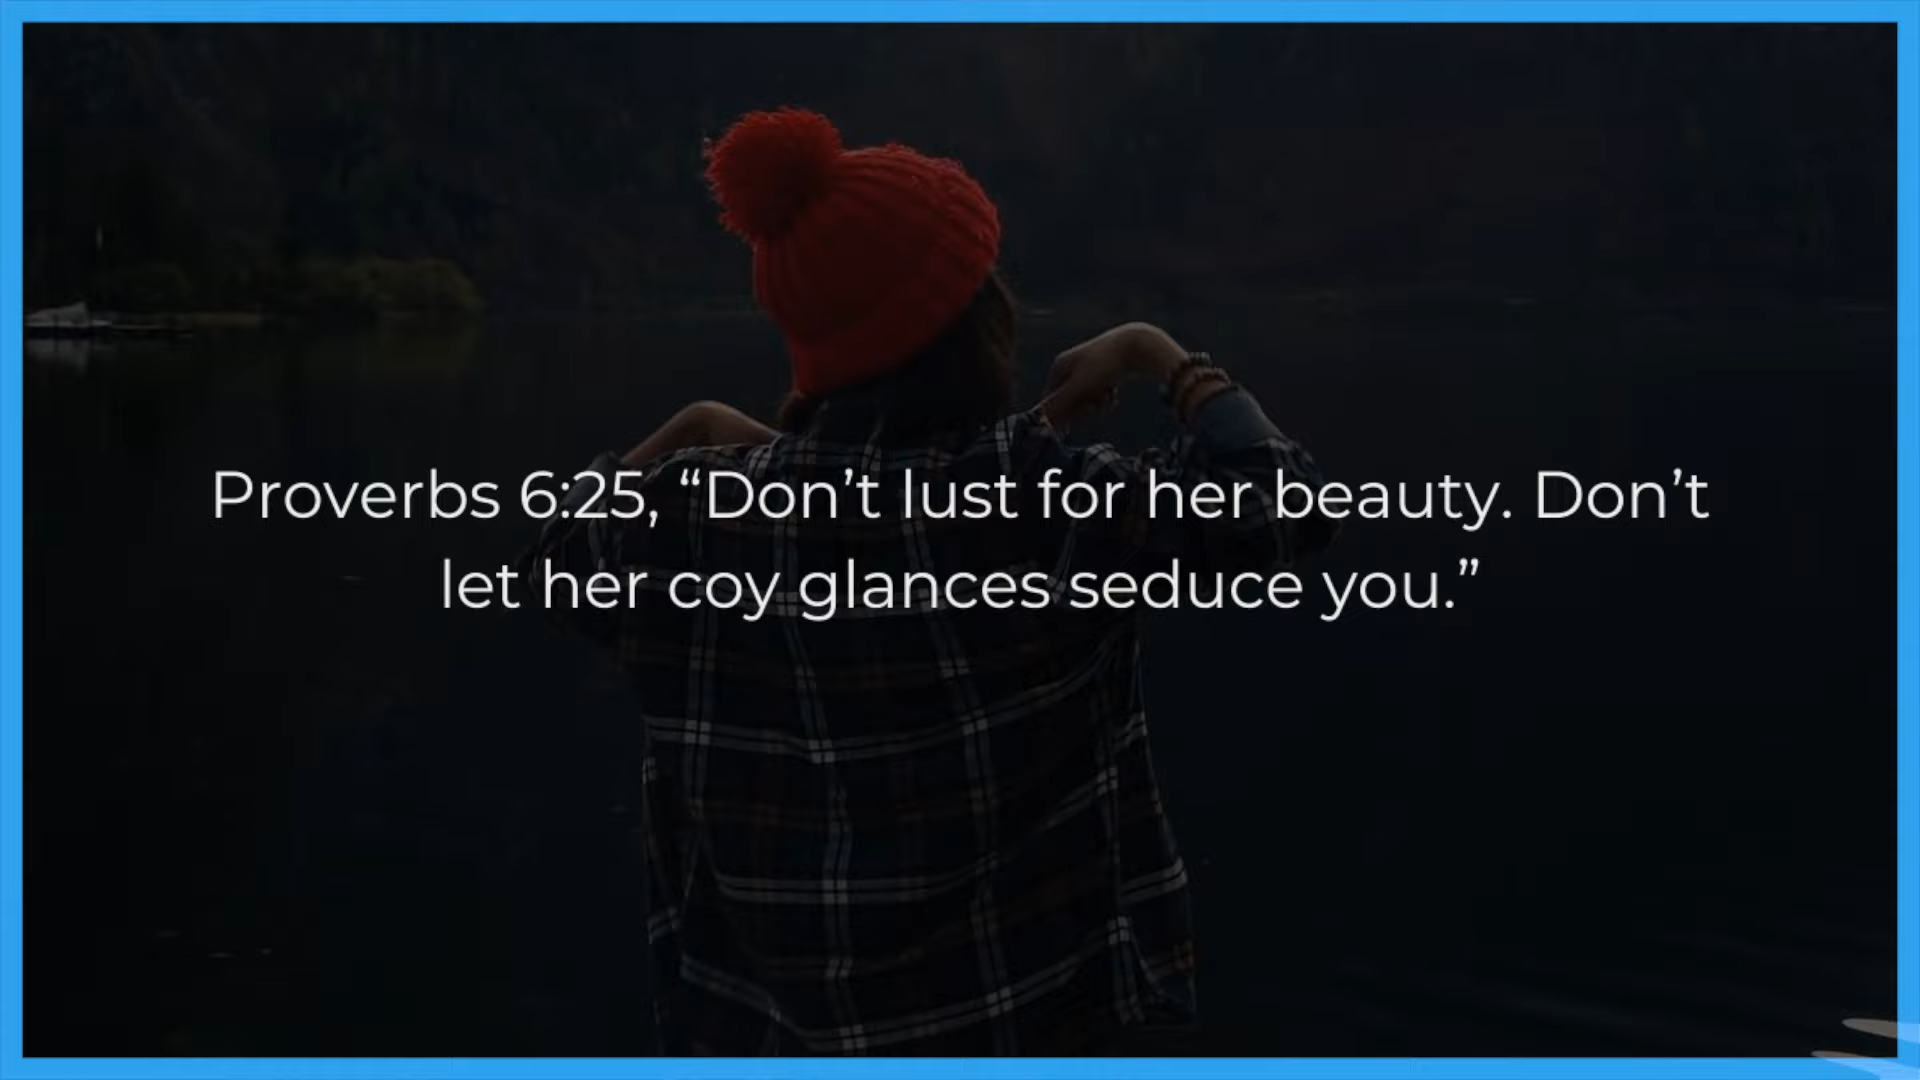 Proverbs 6:25, “Don’t lust for her beauty. Don’t
let her coy glances seduce you.”